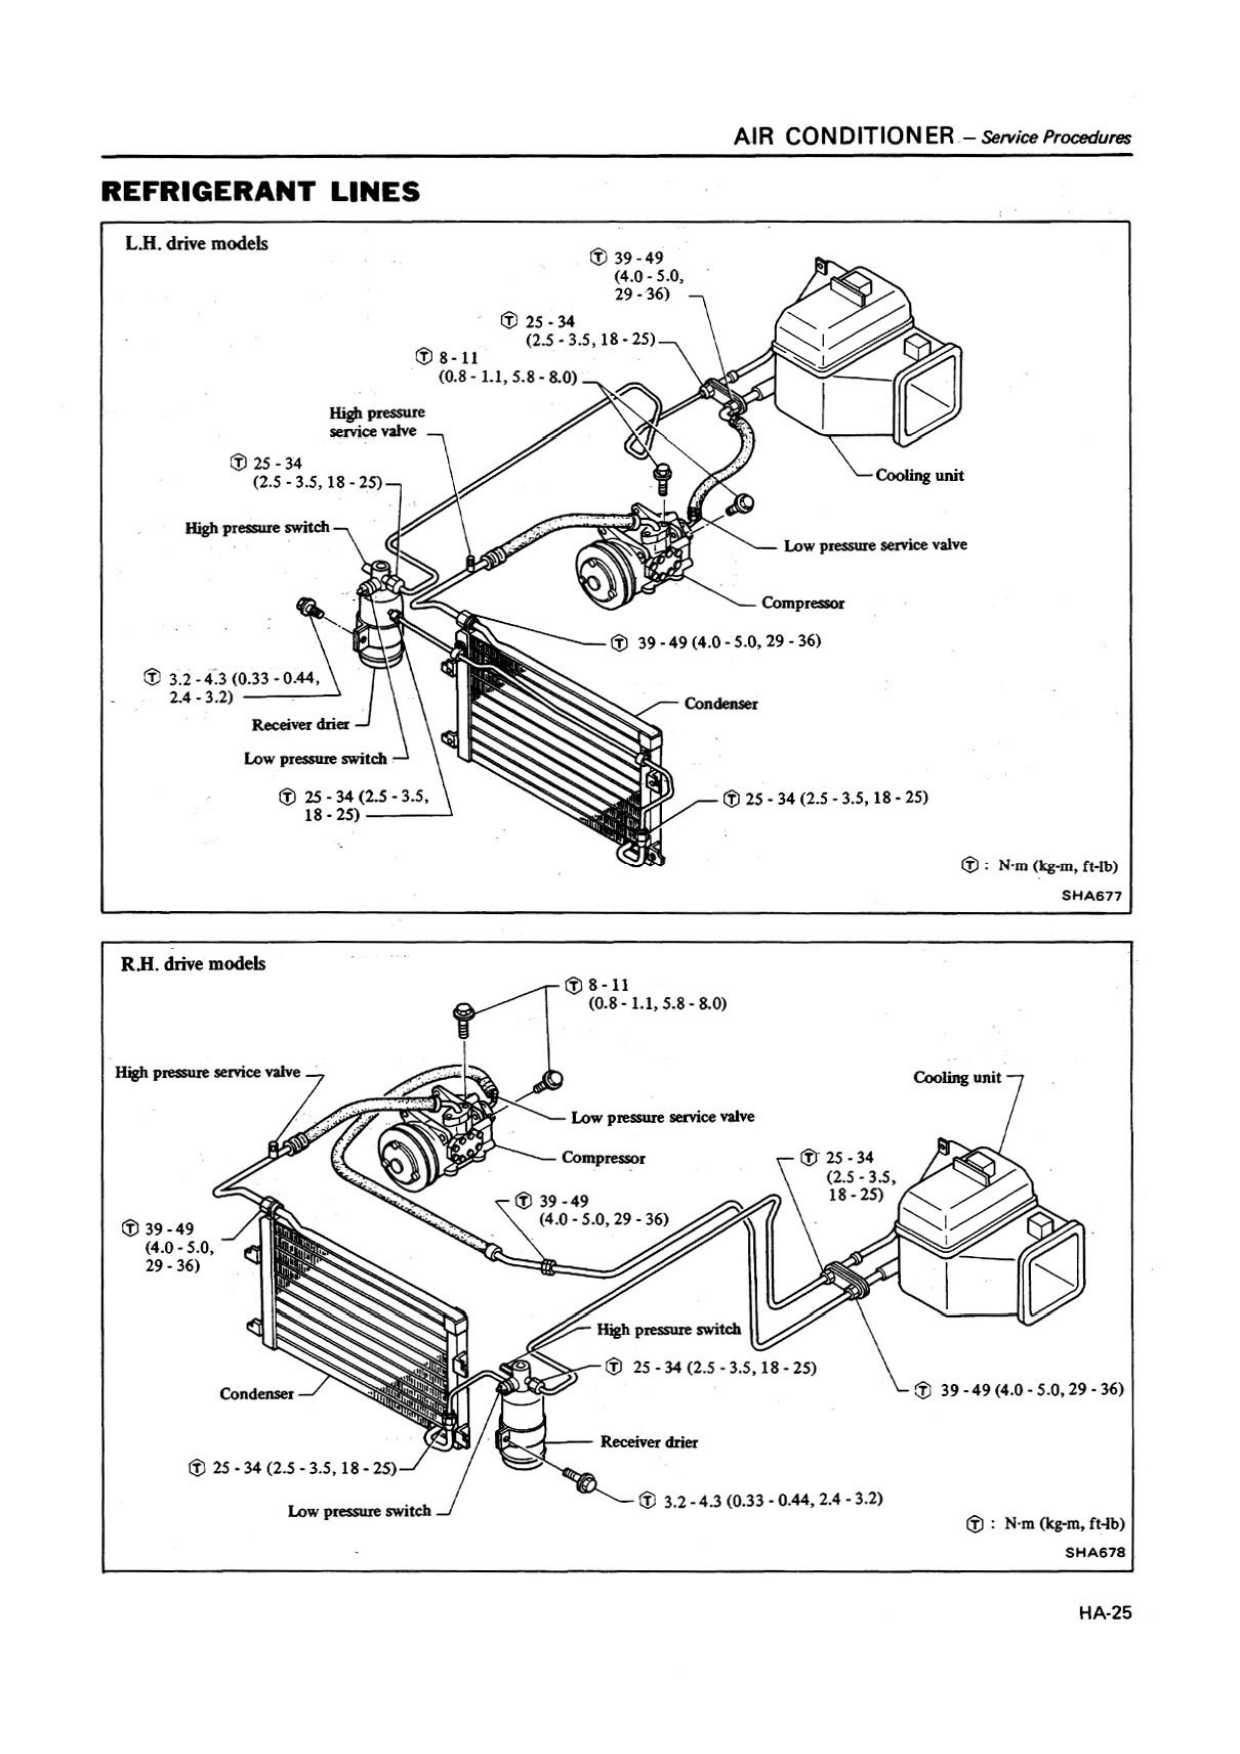 AIR CONDITIONER — Service Procedures
REFRIGERANT LINES
L.H. drive models
Ⓣ 39 - 49
(4.0 - 5.0,
29 - 36)
Ⓣ 25 - 34
(2.5 - 3.5, 18 - 25)
Ⓣ 8 - 11
(0.8 - 1.1, 5.8 - 8.0)
High pressure
service valve
Ⓣ 25 - 34
(2.5 - 3.5, 18 - 25)
Cooling unit
High pressure switch
Low pressure service valve
Compressor
Ⓣ 39 - 49 (4.0 - 5.0, 29 - 36)
Ⓣ 3.2 - 4.3 (0.33 - 0.44,
2.4 - 3.2)
Condenser
Receiver drier
Low pressure switch
Ⓣ 25 - 34 (2.5 - 3.5,
18 - 25)
Ⓣ 25 - 34 (2.5 - 3.5, 18 - 25)
Ⓣ : N·m (kg-m, ft-lb)
SHA677
R.H. drive models
Ⓣ 8 - 11
(0.8 - 1.1, 5.8 - 8.0)
High pressure service valve
Cooling unit
Low pressure service valve
Compressor
Ⓣ 25 - 34
(2.5 - 3.5,
18 - 25)
Ⓣ 39 - 49
(4.0 - 5.0, 29 - 36)
Ⓣ 39 - 49
(4.0 - 5.0,
29 - 36)
High pressure switch
Ⓣ 25 - 34 (2.5 - 3.5, 18 - 25)
Ⓣ 39 - 49 (4.0 - 5.0, 29 - 36)
Condenser
Receiver drier
Ⓣ 25 - 34 (2.5 - 3.5, 18 - 25)
Ⓣ 3.2 - 4.3 (0.33 - 0.44, 2.4 - 3.2)
Low pressure switch
Ⓣ : N·m (kg-m, ft-lb)
SHA678
HA-25